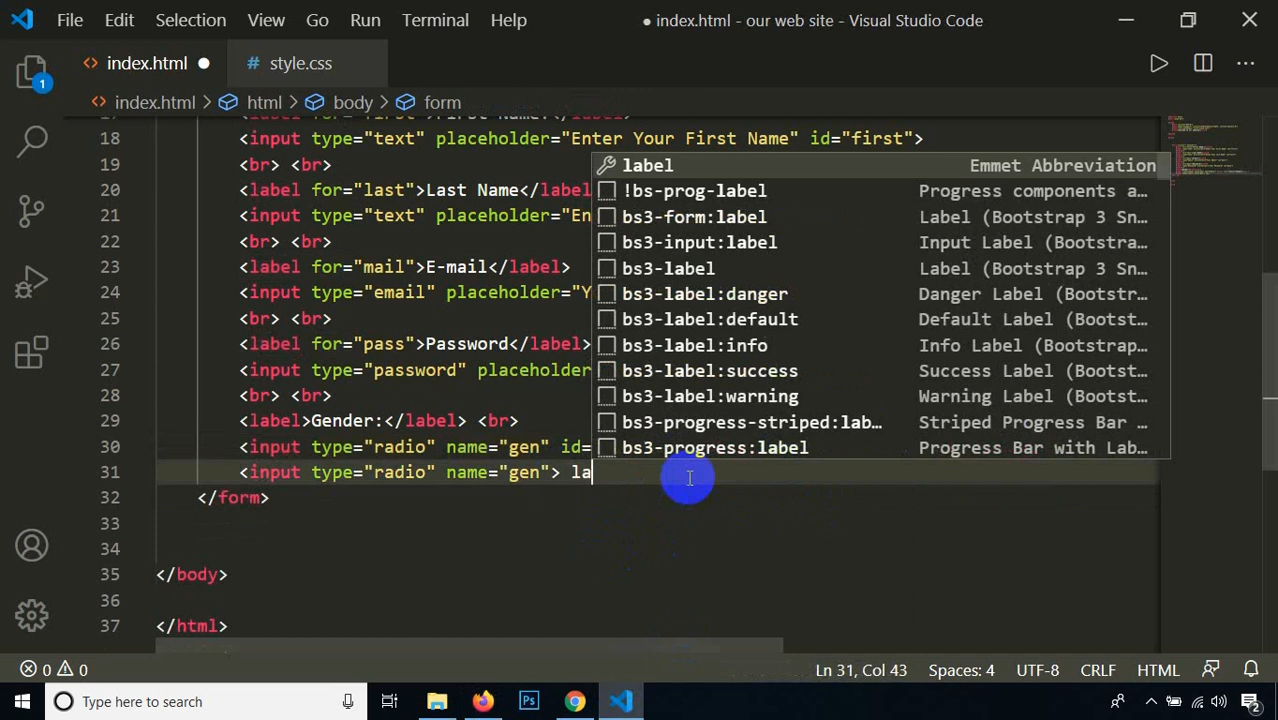 File Edit Selection View Go Run Terminal Help
● index.html - our web site - Visual Studio Code
index.html ●
# style.css
index.html > html > body > form
1
17 <label for="first">First Name:</label>
18 <input type="text" placeholder="Enter Your First Name" id="first">
19 <br> <br>
20 <label for="last">Last Name</label>
21 <input type="text" placeholder="En
22 <br> <br>
23 <label for="mail">E-mail</label>
24 <input type="email" placeholder="Y
25 <br> <br>
26 <label for="pass">Password</label>
27 <input type="password" placeholder
28 <br> <br>
29 <label>Gender:</label> <br>
30 <input type="radio" name="gen" id=
31 <input type="radio" name="gen"> la
32 </form>
33
34
35 </body>
36
37 </html>
label Emmet Abbreviation
!bs-prog-label Progress components a…
bs3-form:label Label (Bootstrap 3 Sn…
bs3-input:label Input Label (Bootstra…
bs3-label Label (Bootstrap 3 Sn…
bs3-label:danger Danger Label (Bootstr…
bs3-label:default Default Label (Bootst…
bs3-label:info Info Label (Bootstrap…
bs3-label:success Success Label (Bootst…
bs3-label:warning Warning Label (Bootst…
bs3-progress-striped:lab… Striped Progress Bar …
bs3-progress:label Progress Bar with Lab…
0 0
Ln 31, Col 43 Spaces: 4 UTF-8 CRLF HTML
Type here to search
Ps
2